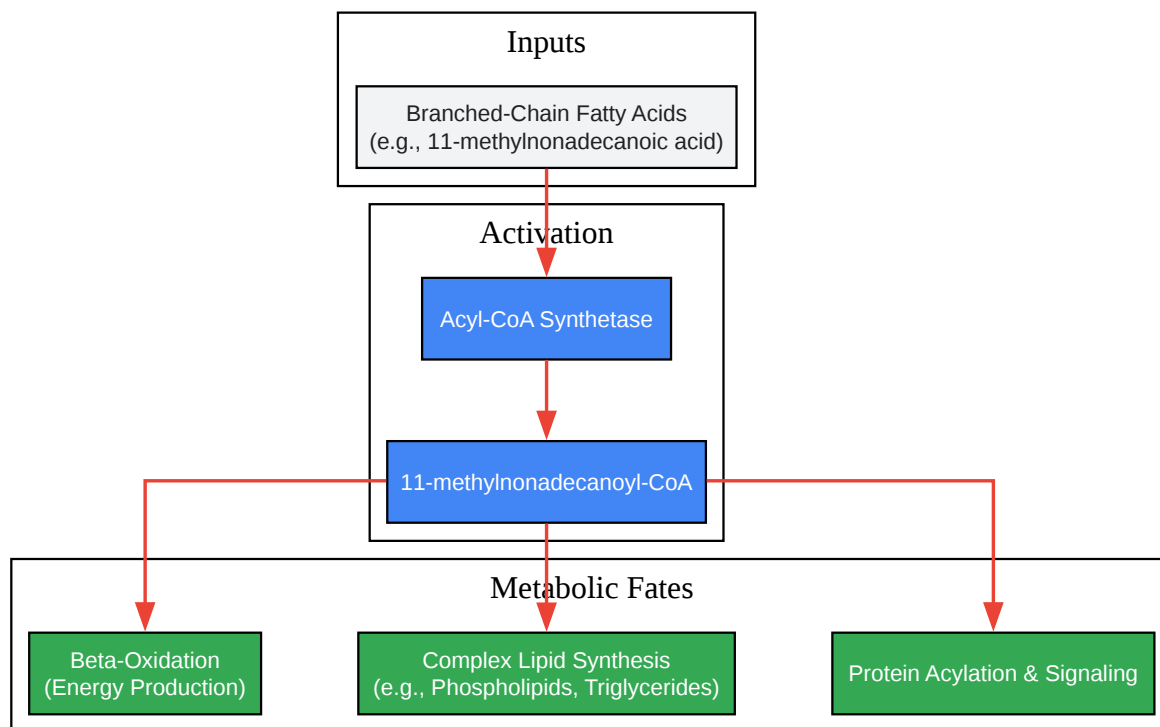 Inputs
Branched-Chain Fatty Acids
(e.g., 11-methylnonadecanoic acid)
Activation
Acyl-CoA Synthetase
11-methylnonadecanoyl-CoA
Metabolic Fates
Beta-Oxidation
(Energy Production)
Complex Lipid Synthesis
(e.g., Phospholipids, Triglycerides)
Protein Acylation & Signaling